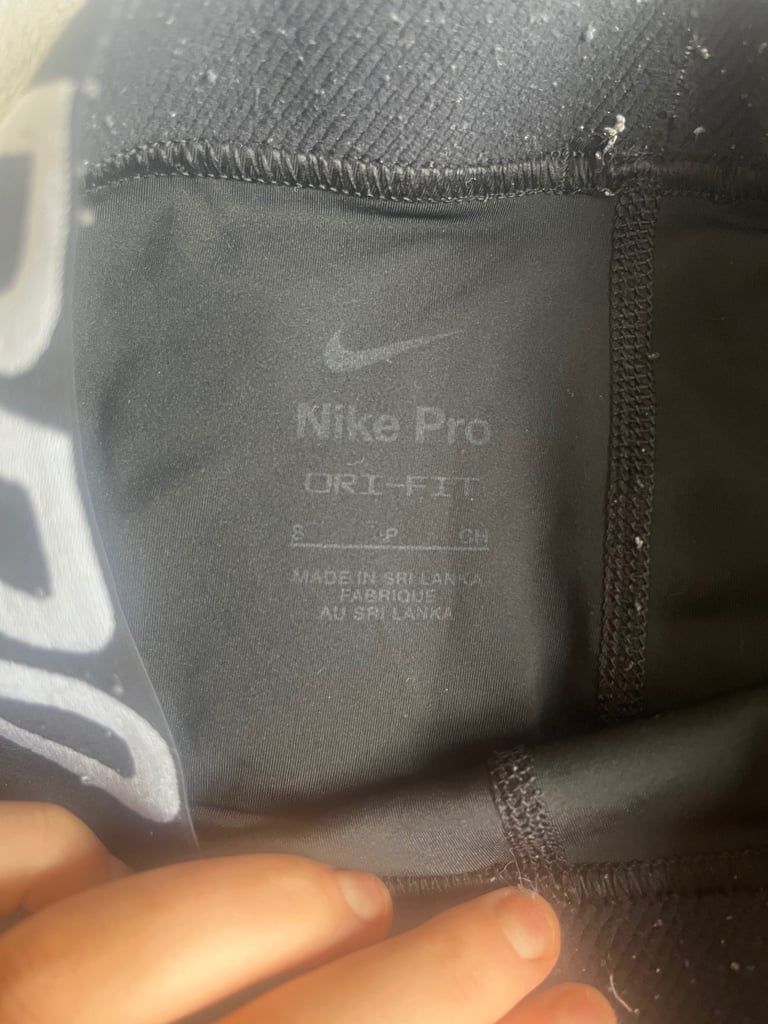 Nike Pro
DRI-FIT
S P CH
MADE IN SRI LANKA
FABRIQUE
AU SRI LANKA